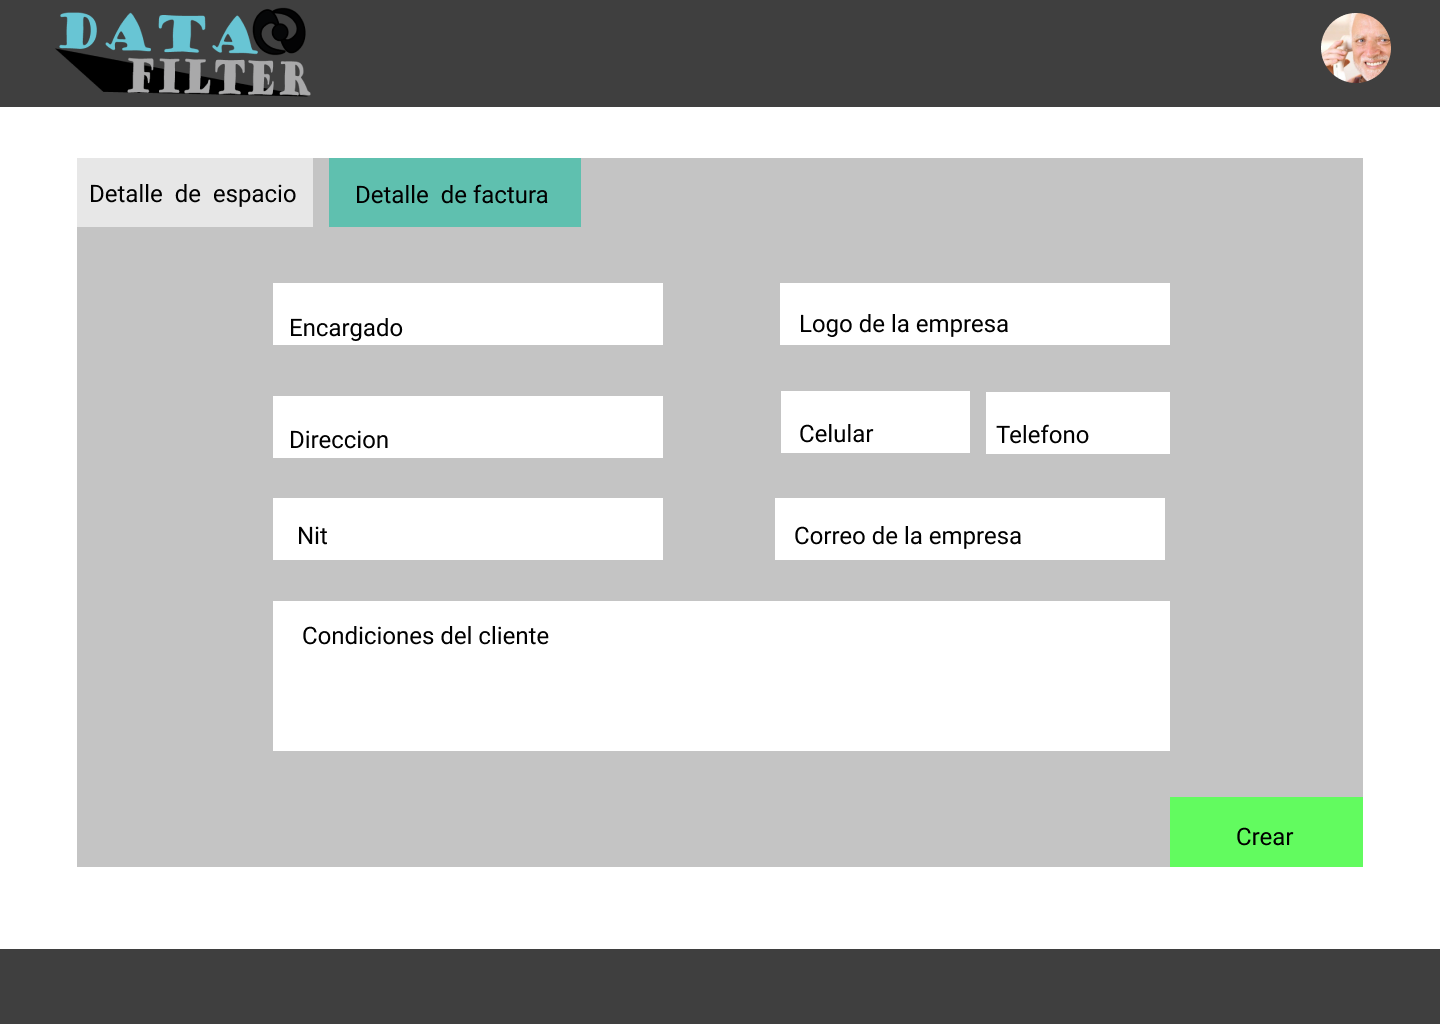 DATA
FILTER
Detalle de espacio
Detalle de factura
Encargado
Logo de la empresa
Direccion
Celular
Telefono
Nit
Correo de la empresa
Condiciones del cliente
Crear